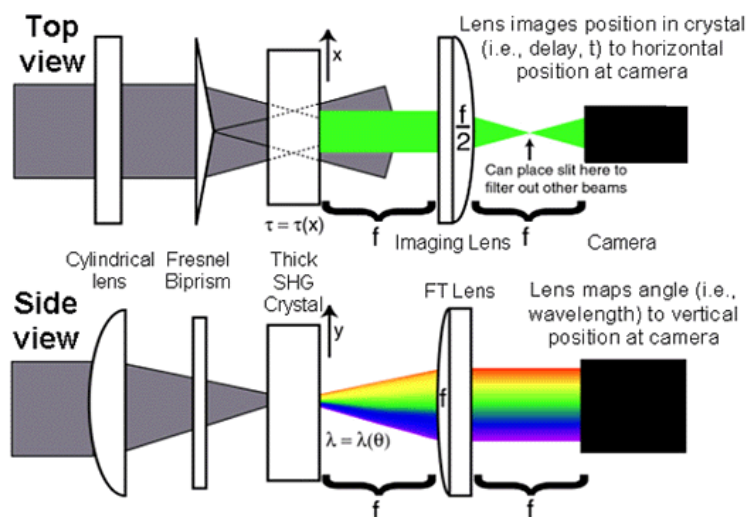 Top
view
x
Lens images position in crystal
(i.e., delay, t) to horizontal
position at camera
f
2
Can place slit here to
filter out other beams
τ = τ(x)
f
f
Cylindrical
lens
Fresnel
Biprism
Thick
SHG
Crystal
Imaging Lens
Camera
Side
view
y
FT Lens
Lens maps angle (i.e.,
wavelength) to vertical
position at camera
f
λ = λ(θ)
f
f